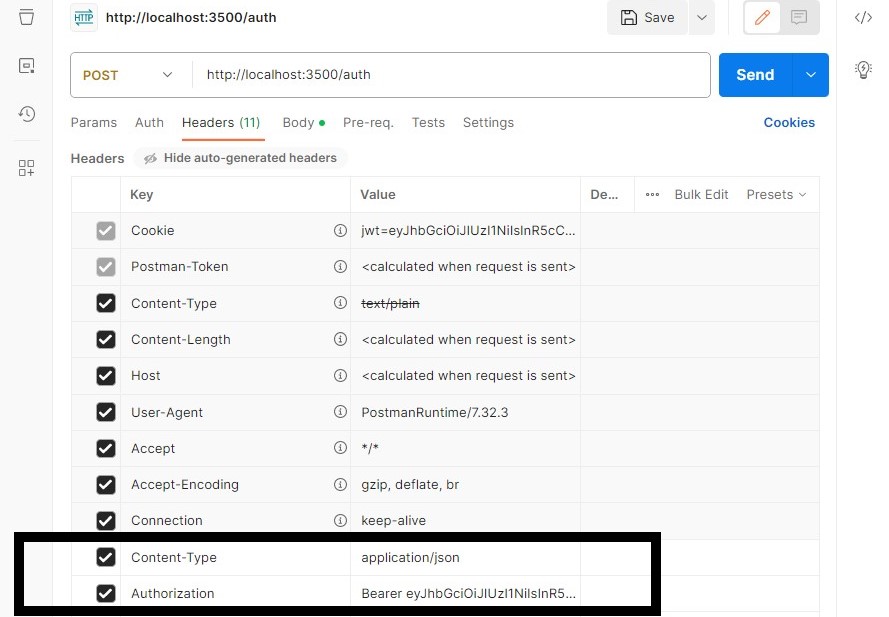 HTTP http://localhost:3500/auth Save
POST http://localhost:3500/auth Send
Params Auth Headers (11) Body Pre-req. Tests Settings Cookies
Headers Hide auto-generated headers
Key Value De... Bulk Edit Presets
Cookie jwt=eyJhbGciOiJIUzI1NiIsInR5cC...
Postman-Token <calculated when request is sent>
Content-Type text/plain
Content-Length <calculated when request is sent>
Host <calculated when request is sent>
User-Agent PostmanRuntime/7.32.3
Accept */*
Accept-Encoding gzip, deflate, br
Connection keep-alive
Content-Type application/json
Authorization Bearer eyJhbGciOiJIUzI1NiIsInR5...